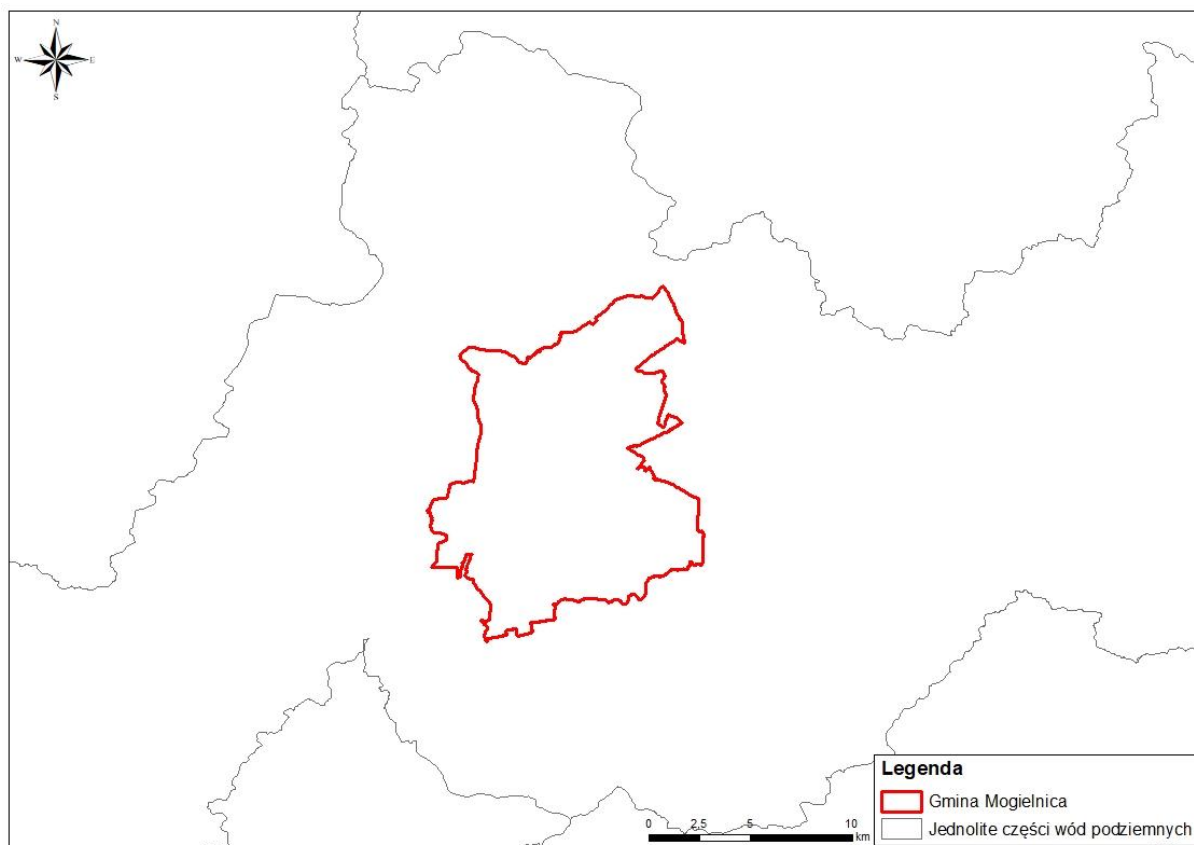 N
W E
S
Legenda
Gmina Mogielnica
Jednolite części wód podziemnych
0 2,5 5 10
km